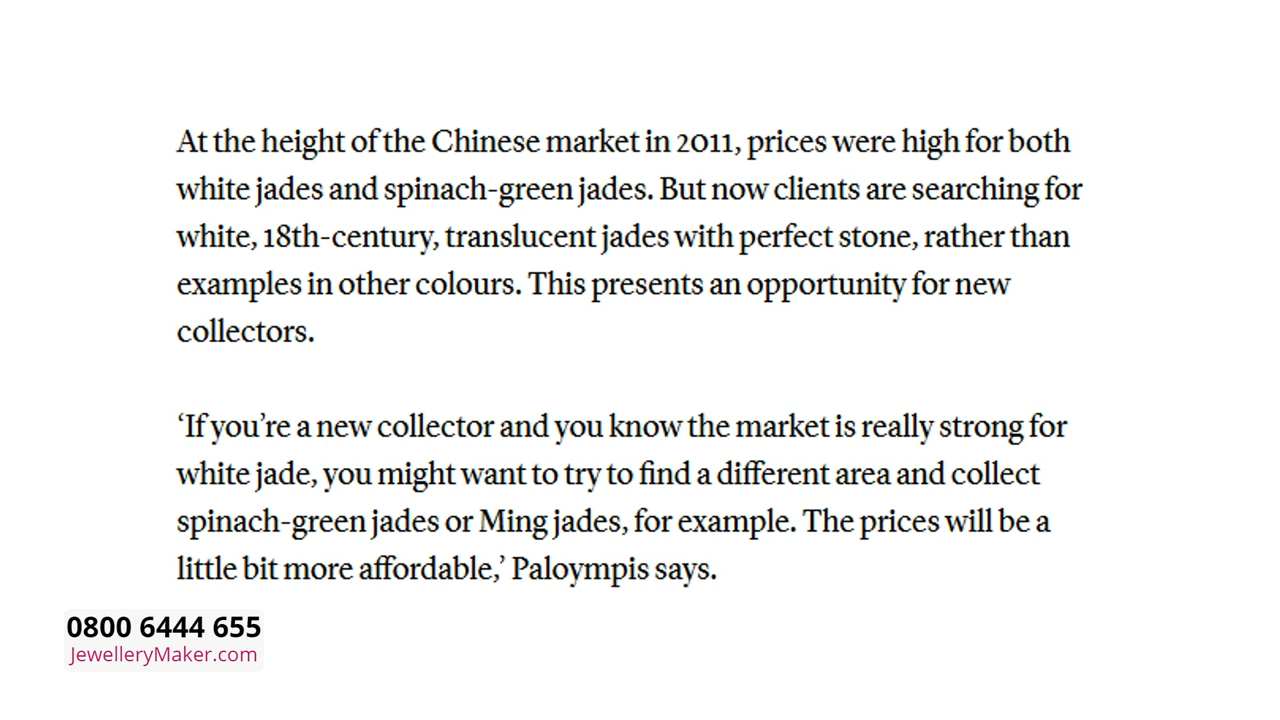 At the height of the Chinese market in 2011, prices were high for both
white jades and spinach-green jades. But now clients are searching for
white, 18th-century, translucent jades with perfect stone, rather than
examples in other colours. This presents an opportunity for new
collectors.
‘If you’re a new collector and you know the market is really strong for
white jade, you might want to try to find a different area and collect
spinach-green jades or Ming jades, for example. The prices will be a
little bit more affordable,’ Paloympis says.
0800 6444 655
JewelleryMaker.com